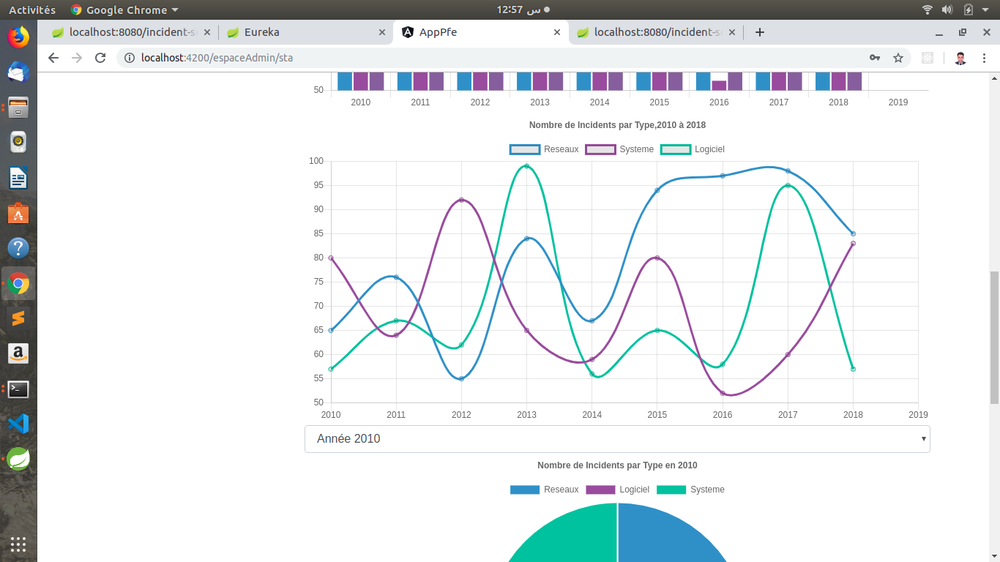 Activités Google Chrome 12:57 س
localhost:8080/incident-s Eureka AppPfe localhost:8080/incident-s
localhost:4200/espaceAdmin/sta
50
2010 2011 2012 2013 2014 2015 2016 2017 2018 2019
Nombre de Incidents par Type,2010 à 2018
Reseaux Systeme Logiciel
100
95
90
85
80
75
70
65
60
55
50
2010 2011 2012 2013 2014 2015 2016 2017 2018 2019
Année 2010
Nombre de Incidents par Type en 2010
Reseaux Logiciel Systeme